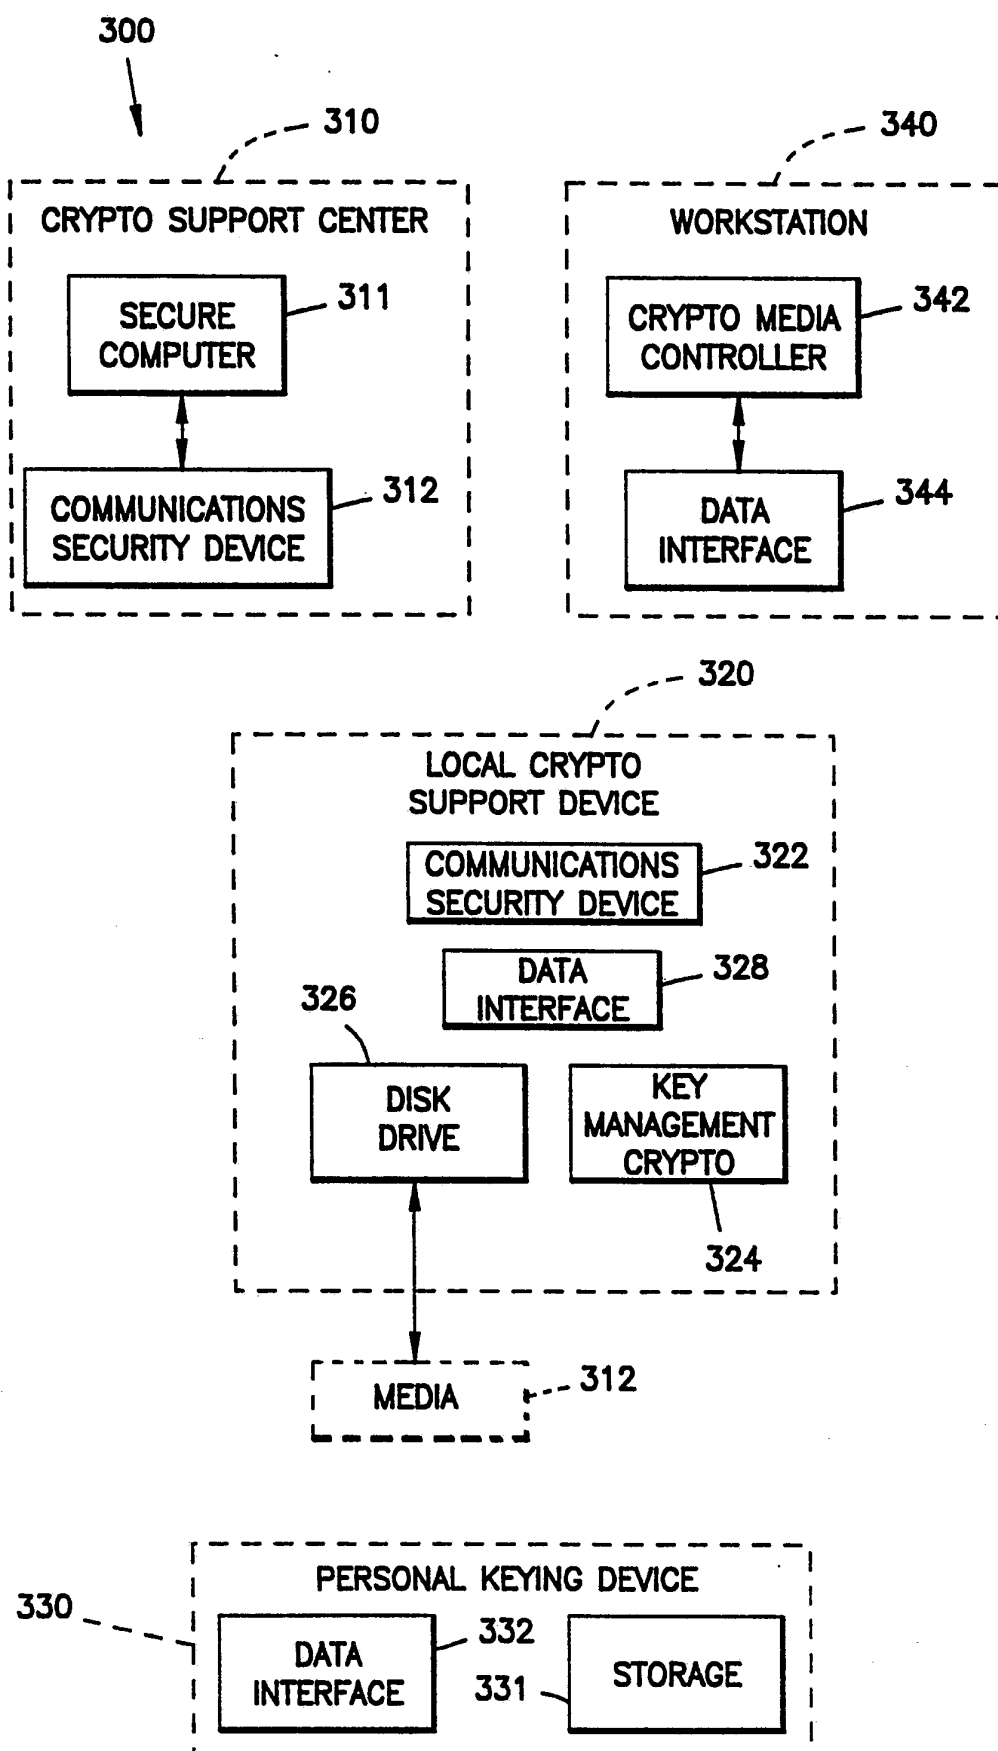 300
310
340
CRYPTO SUPPORT CENTER
WORKSTATION
SECURE
COMPUTER
311
CRYPTO MEDIA
CONTROLLER
342
COMMUNICATIONS
SECURITY DEVICE
312
DATA
INTERFACE
344
320
LOCAL CRYPTO
SUPPORT DEVICE
COMMUNICATIONS
SECURITY DEVICE
322
DATA
INTERFACE
328
326
DISK
DRIVE
KEY
MANAGEMENT
CRYPTO
324
MEDIA
312
PERSONAL KEYING DEVICE
330
DATA
INTERFACE
332
331
STORAGE